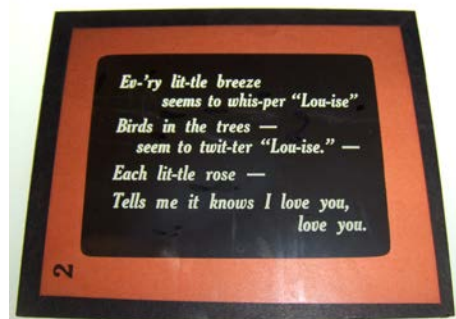 Ev-'ry lit-tle breeze
seems to whis-per “Lou-ise”
Birds in the trees —
seem to twit-ter “Lou-ise.” —
Each lit-tle rose —
Tells me it knows I love you,
love you.
2